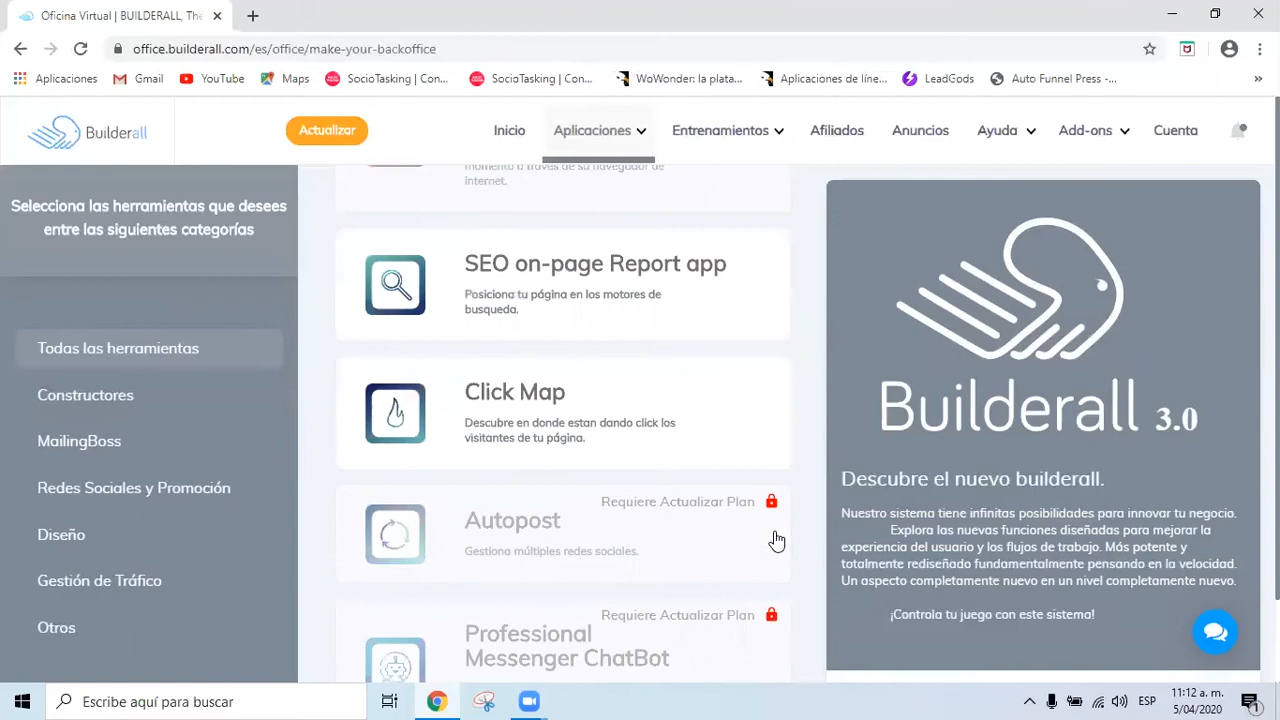 Oficina Virtual | BUILDERALL, The
office.builderall.com/es/office/make-your-backoffice
Aplicaciones
Gmail
YouTube
Maps
SocioTasking | Con...
SocioTasking | Con...
WoWonder: la plata...
Aplicaciones de líne...
LeadGods
Auto Funnel Press -...
»
Builderall
Actualizar
Inicio
Aplicaciones
Entrenamientos
Afiliados
Anuncios
Ayuda
Add-ons
Cuenta
Selecciona las herramientas que desees
entre las siguientes categorías
Todas las herramientas
Constructores
MailingBoss
Redes Sociales y Promoción
Diseño
Gestión de Tráfico
Otros
momento a través de su navegador de
internet.
SEO on-page Report app
Posiciona tu página en los motores de
busqueda.
Click Map
Descubre en donde estan dando click los
visitantes de tu página.
Requiere Actualizar Plan
Autopost
Gestiona múltiples redes sociales.
Requiere Actualizar Plan
Professional
Messenger ChatBot
Builderall 3.0
Descubre el nuevo builderall.
Nuestro sistema tiene infinitas posibilidades para innovar tu negocio.
Explora las nuevas funciones diseñadas para mejorar la
experiencia del usuario y los flujos de trabajo. Más potente y
totalmente rediseñado fundamentalmente pensando en la velocidad.
Un aspecto completamente nuevo en un nivel completamente nuevo.
¡Controla tu juego con este sistema!
Escribe aquí para buscar
ESP
11:12 a. m.
5/04/2020
1